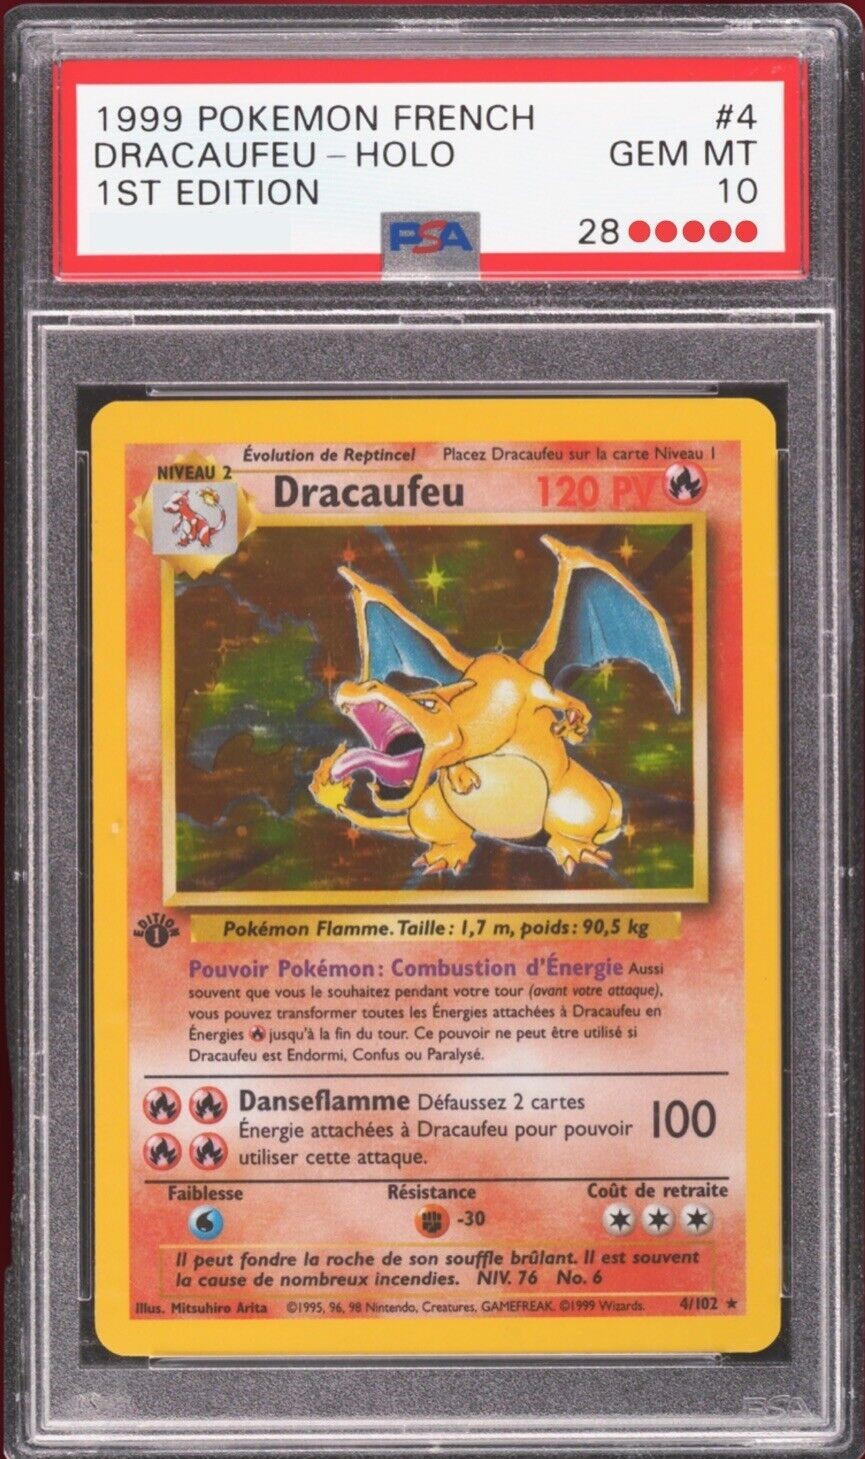 1999 POKEMON FRENCH #4
DRACAUFEU – HOLO GEM MT
1ST EDITION 10
PSA 28
Évolution de Reptincel Placez Dracaufeu sur la carte Niveau 1
NIVEAU 2
Dracaufeu 120 PV
EDITION
1
Pokémon Flamme. Taille: 1,7 m, poids: 90,5 kg
Pouvoir Pokémon: Combustion d'Énergie Aussi
souvent que vous le souhaitez pendant votre tour (avant votre attaque),
vous pouvez transformer toutes les Énergies attachées à Dracaufeu en
Énergies jusqu'à la fin du tour. Ce pouvoir ne peut être utilisé si
Dracaufeu est Endormi, Confus ou Paralysé.
Danseflamme Défaussez 2 cartes
Énergie attachées à Dracaufeu pour pouvoir 100
utiliser cette attaque.
Faiblesse Résistance Coût de retraite
-30
Il peut fondre la roche de son souffle brûlant. Il est souvent
la cause de nombreux incendies. NIV. 76 No. 6
Illus. Mitsuhiro Arita ©1995, 96, 98 Nintendo, Creatures, GAMEFREAK. ©1999 Wizards. 4/102 ★
PSA